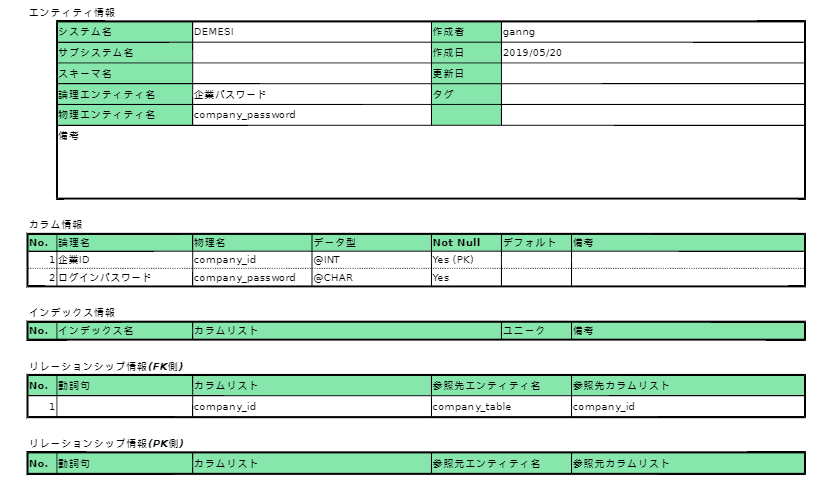 エンティティ情報
システム名 DEMESI 作成者 ganng
サブシステム名 作成日 2019/05/20
スキーマ名 更新日
論理エンティティ名 企業パスワード タグ
物理エンティティ名 company_password
備考
カラム情報
No. 論理名 物理名 データ型 Not Null デフォルト 備考
1 企業ID company_id @INT Yes (PK)
2 ログインパスワード company_password @CHAR Yes
インデックス情報
No. インデックス名 カラムリスト ユニーク 備考
リレーションシップ情報(FK側)
No. 動詞句 カラムリスト 参照先エンティティ名 参照先カラムリスト
1 company_id company_table company_id
リレーションシップ情報(PK側)
No. 動詞句 カラムリスト 参照元エンティティ名 参照元カラムリスト